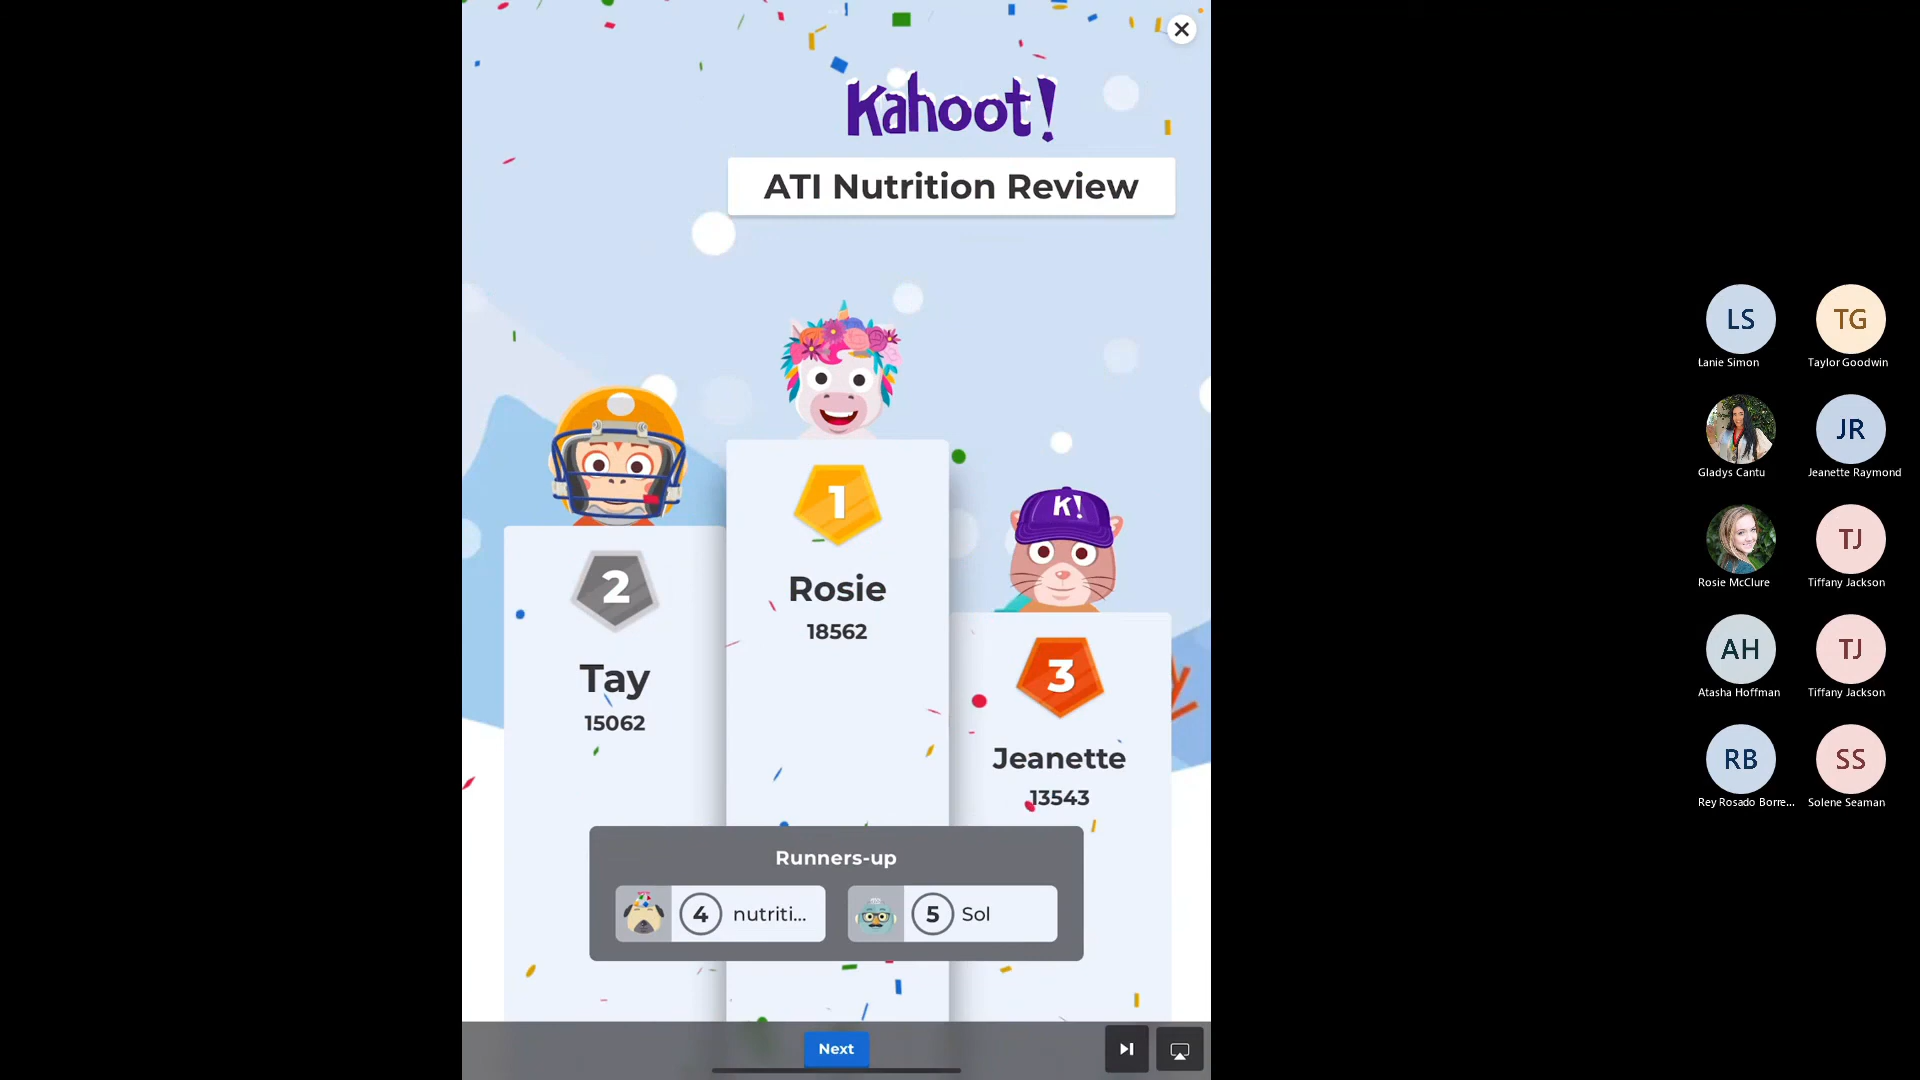 Kahoot!
ATI Nutrition Review
K!
1
Rosie
18562
2
Tay
15062
3
Jeanette
13543
Runners-up
4 nutriti...
5 Sol
Next
LS TG
Lanie Simon Taylor Goodwin
JR
Gladys Cantu Jeanette Raymond
TJ
Rosie McClure Tiffany Jackson
AH TJ
Atasha Hoffman Tiffany Jackson
RB SS
Rey Rosado Borre... Solene Seaman